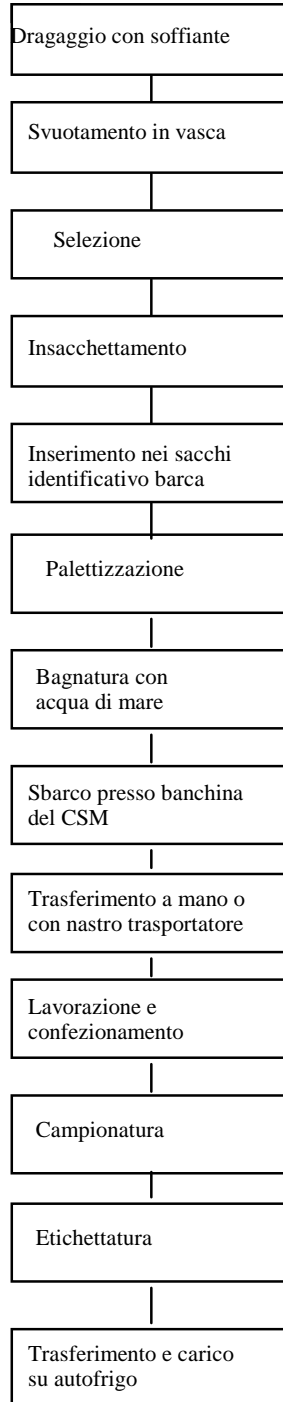 Dragaggio con soffiante
Svuotamento in vasca
Selezione
Insacchettamento
Inserimento nei sacchi
identificativo barca
Palettizzazione
Bagnatura con
acqua di mare
Sbarco presso banchina
del CSM
Trasferimento a mano o
con nastro trasportatore
Lavorazione e
confezionamento
Campionatura
Etichettatura
Trasferimento e carico
su autofrigo